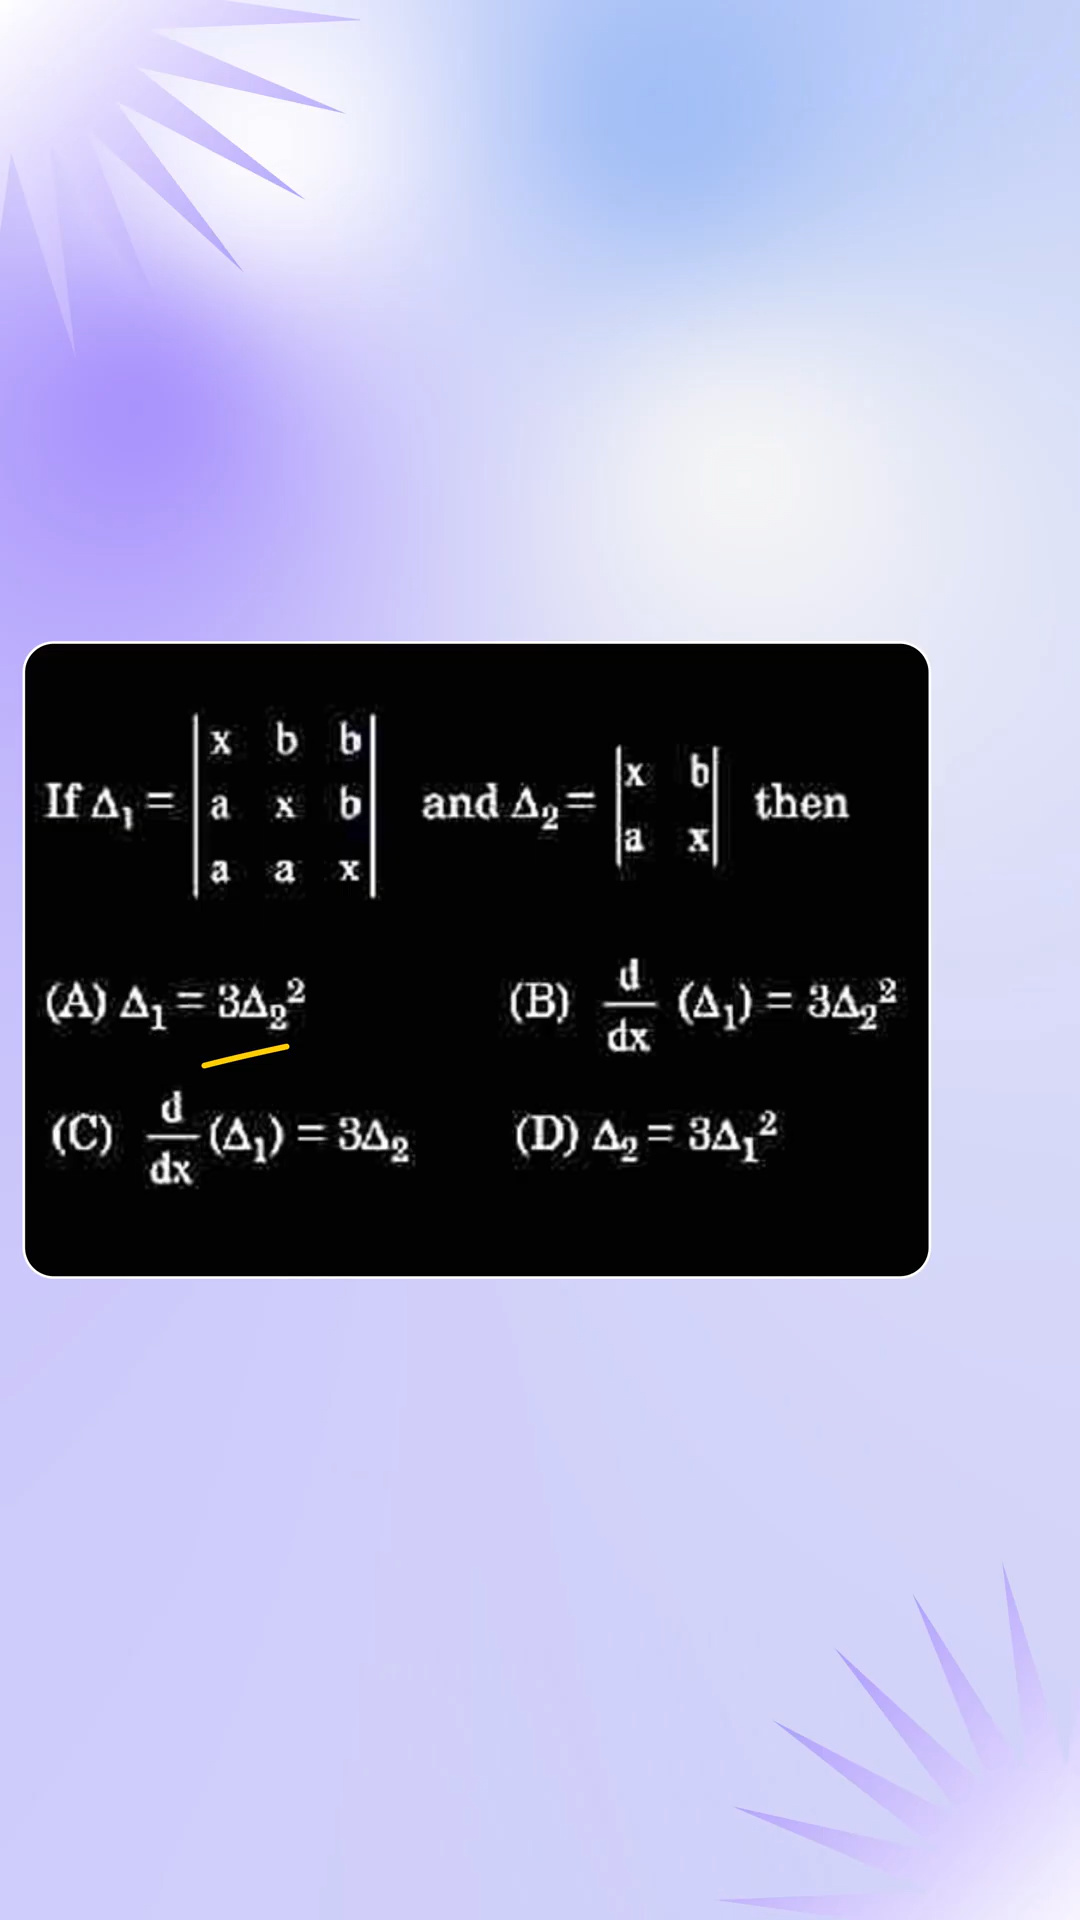 If Δ₁ = | x b b | and Δ₂ = | x b | then
| a x b | | a x |
| a a x |
(A) Δ₁ = 3Δ₂² (B) d/dx (Δ₁) = 3Δ₂²
(C) d/dx (Δ₁) = 3Δ₂ (D) Δ₂ = 3Δ₁²